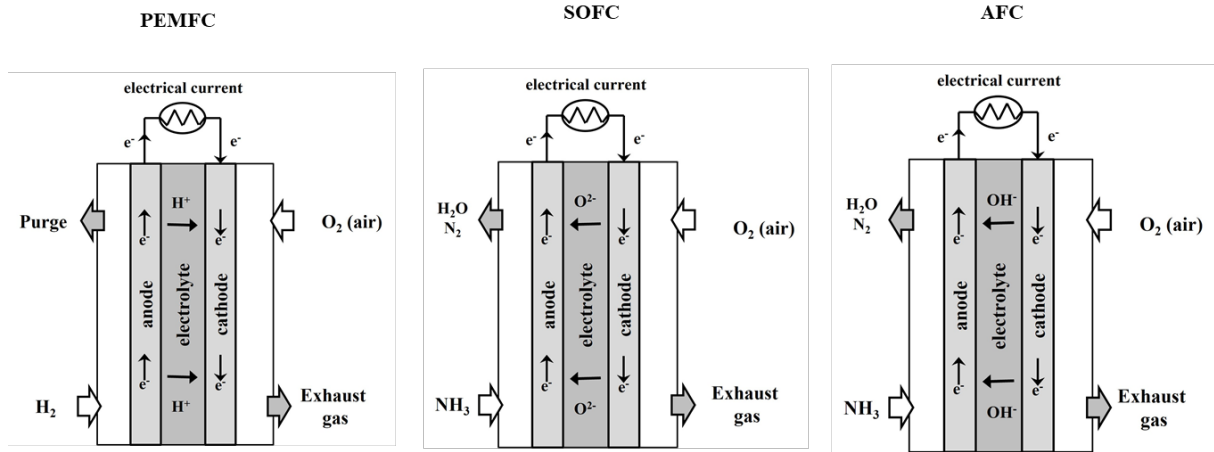 PEMFC
electrical current
e-
e-
H+
Purge
O2 (air)
e-
e-
anode
electrolyte
cathode
e-
e-
H2
H+
Exhaust
gas
SOFC
electrical current
e-
e-
O2-
H2O
N2
O2 (air)
e-
e-
anode
electrolyte
cathode
e-
e-
NH3
O2-
Exhaust
gas
AFC
electrical current
e-
e-
OH-
H2O
N2
O2 (air)
e-
e-
anode
electrolyte
cathode
e-
e-
NH3
OH-
Exhaust
gas